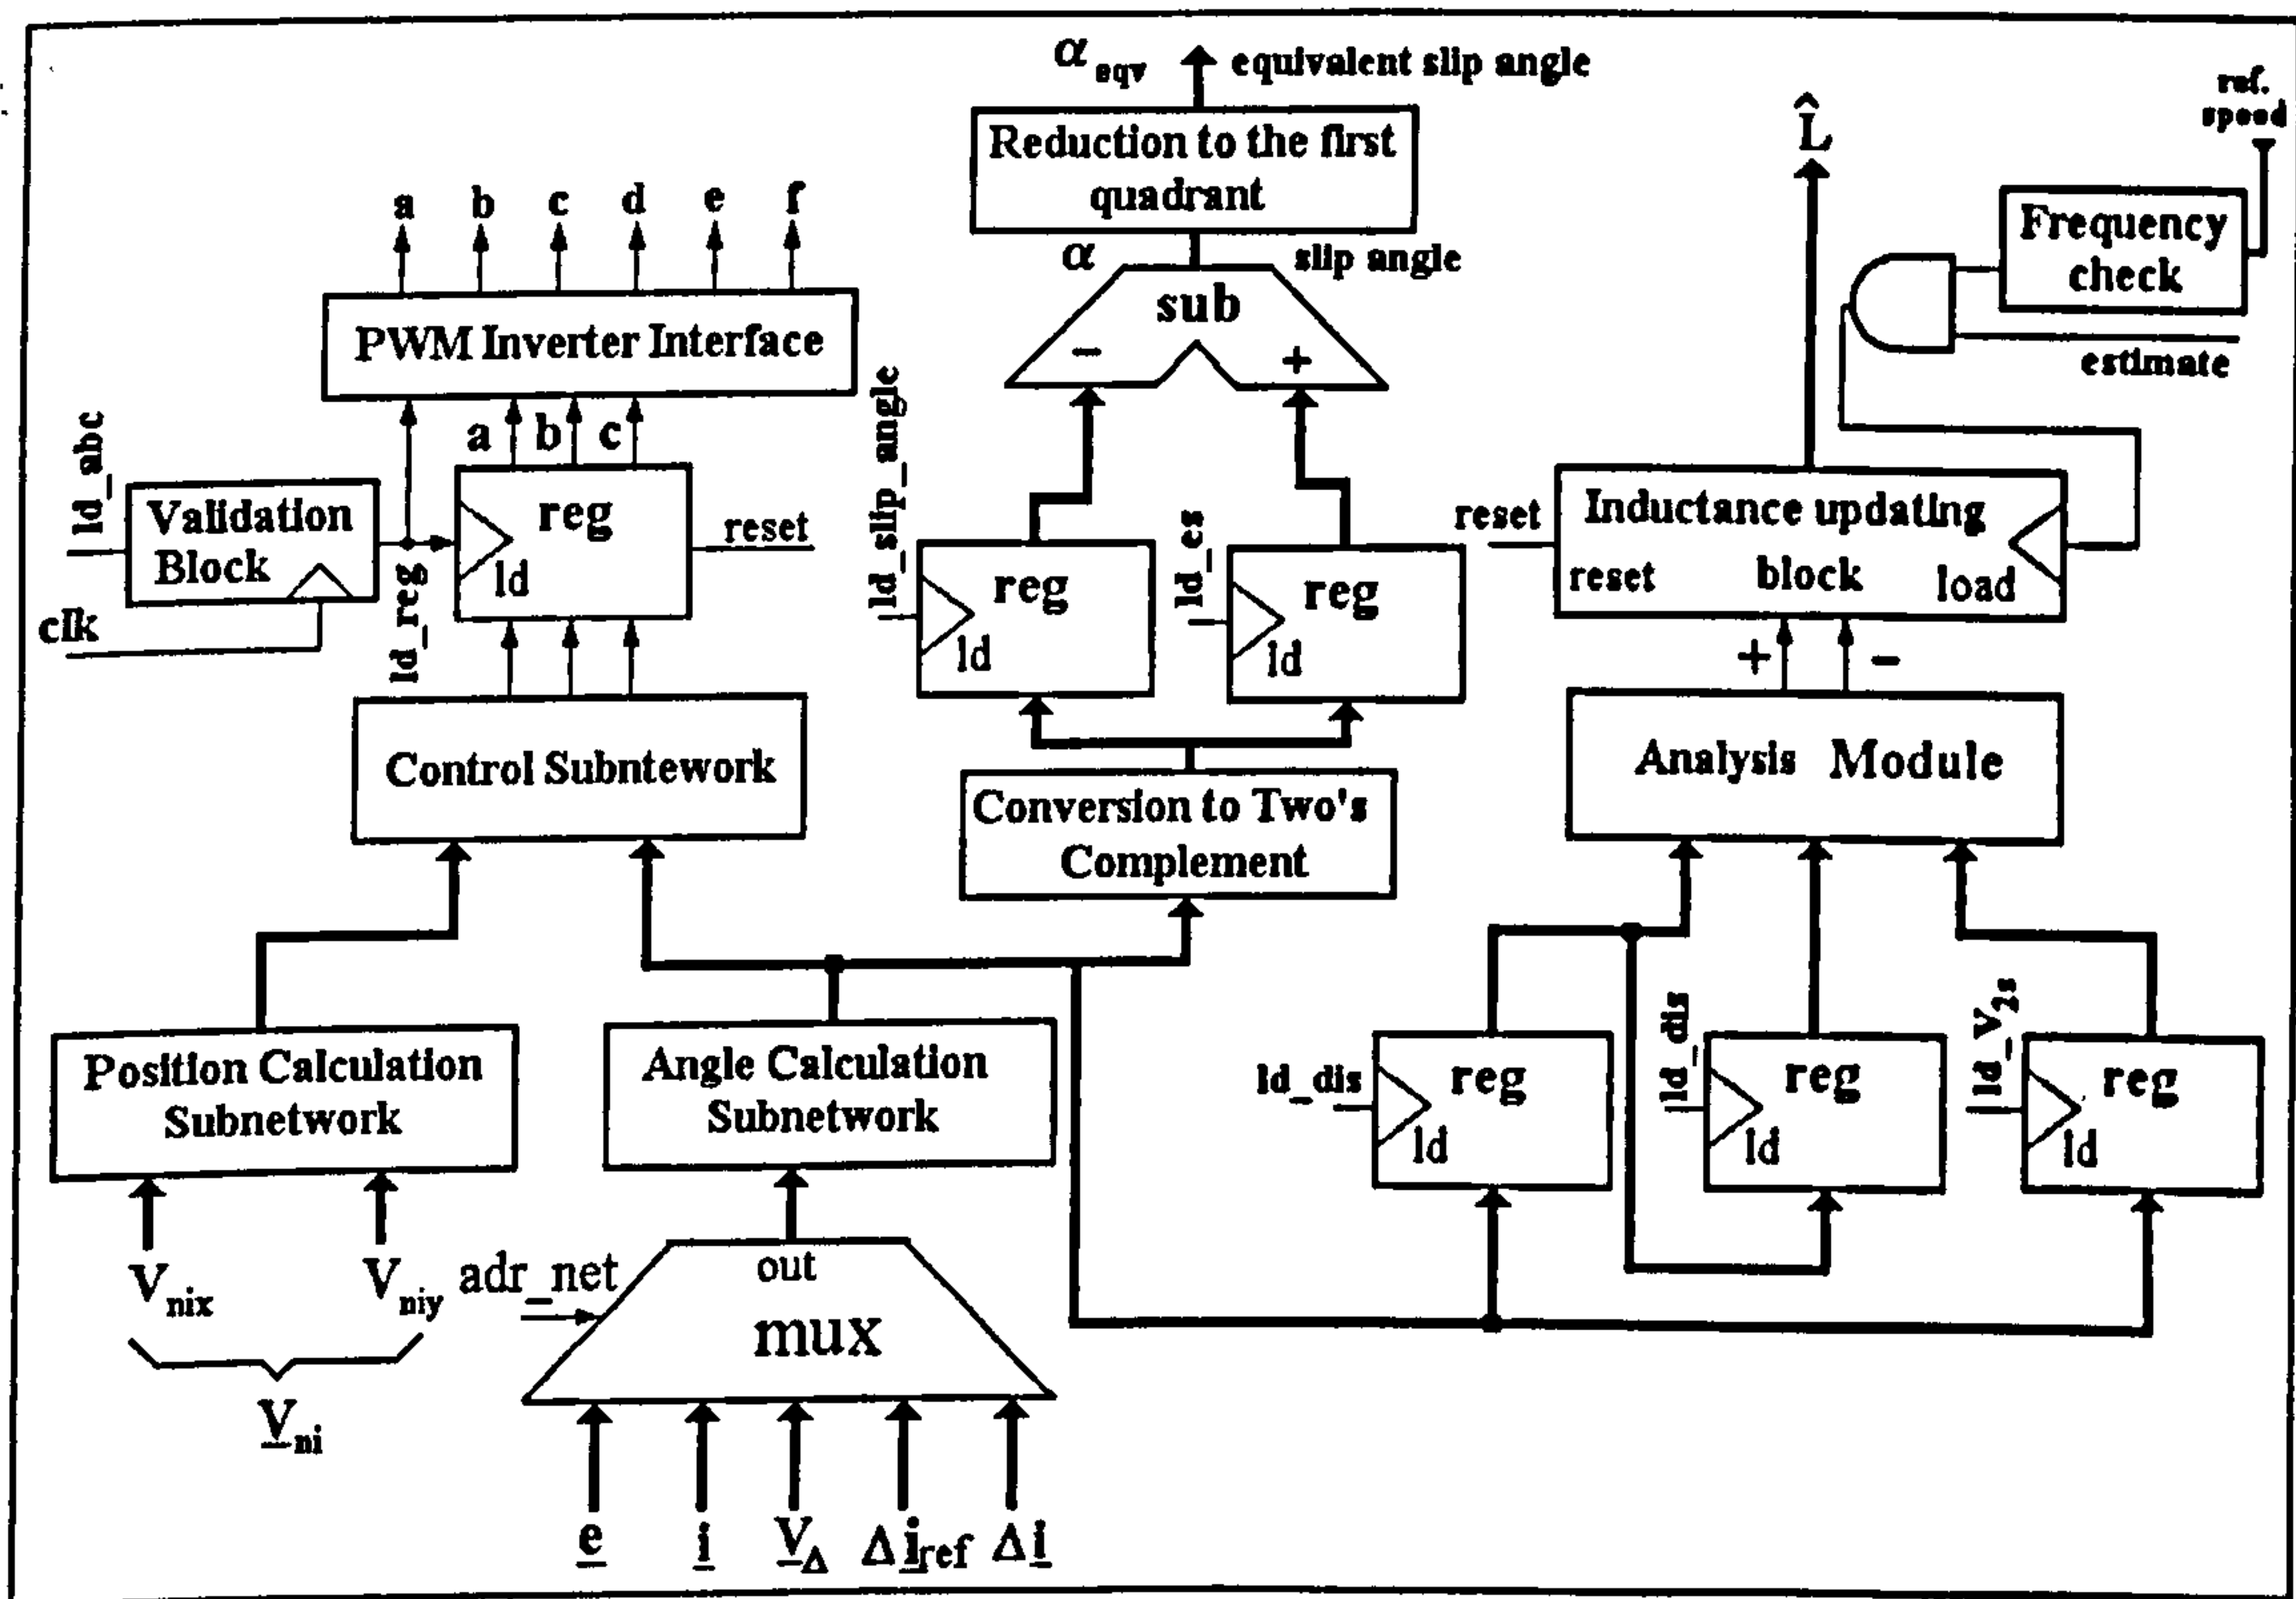 α eqv equivalent slip angle
Reduction to the first
quadrant
α slip angle
sub
− +
L̂
ref.
speed
Frequency
check
estimate
a b c d e f
PWM Inverter Interface
a b c
ld_abc
Validation
Block
clk
ld_reg
reg
ld
reset
ld_slip_angle
reg
ld
ld_es
reg
ld
reset
Inductance updating
reset block load
+ −
Control Subntework
Conversion to Two's
Complement
Analysis Module
Position Calculation
Subnetwork
Angle Calculation
Subnetwork
ld_dis
reg
ld
ld_dis
reg
ld
ld_V2s
reg
ld
Vnix
Vniy
Vni
adr_net
out
mux
e i VΔ Δ iref Δ i